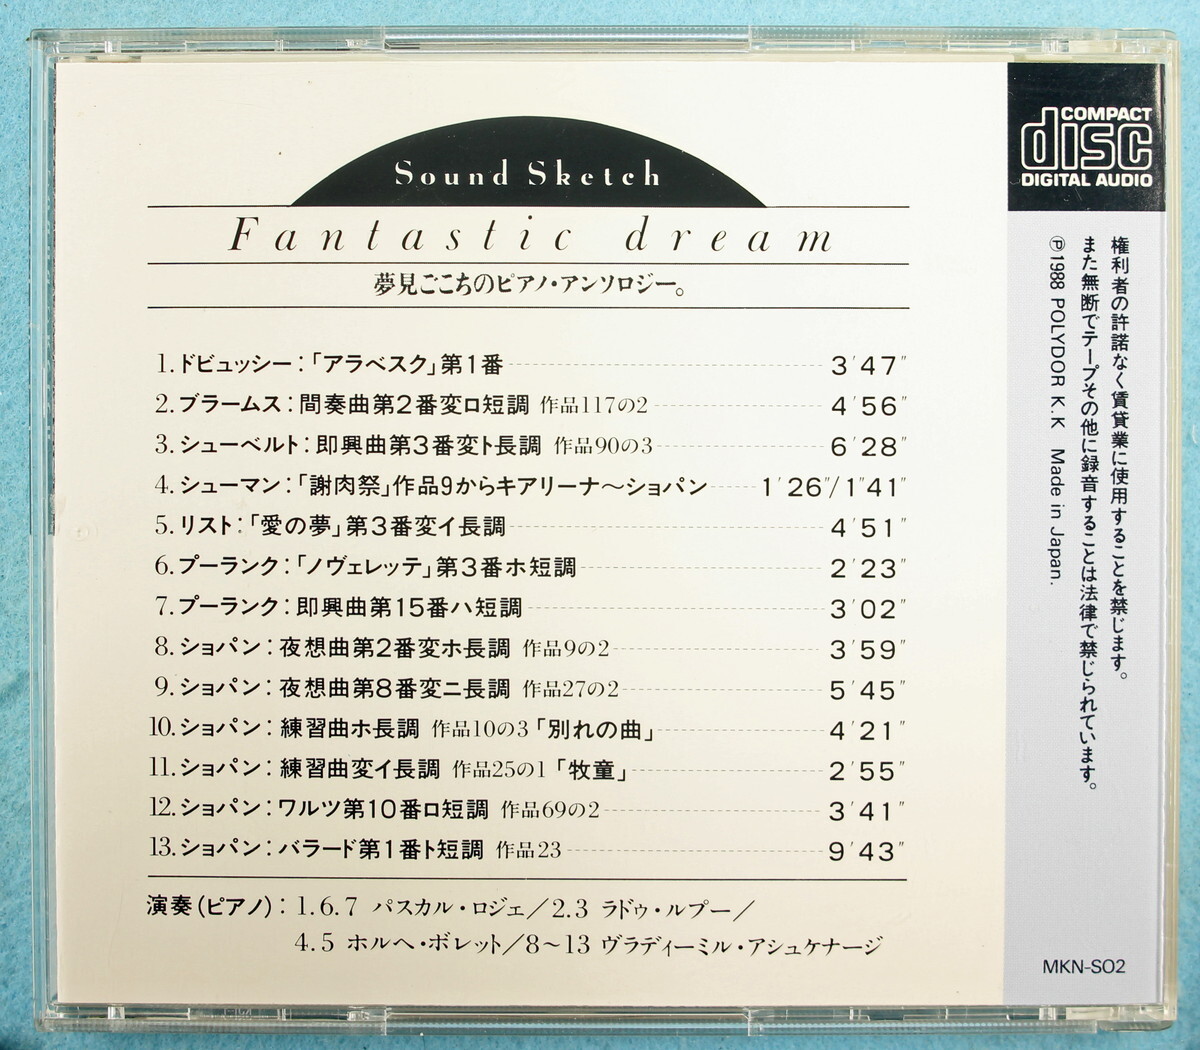 Sound Sketch
Fantastic dream
夢見ごこちのピアノ・アンソロジー。
1.ドビュッシー:「アラベスク」第1番 3′47″
2.ブラームス:間奏曲第2番変ロ短調 作品117の2 4′56″
3.シューベルト:即興曲第3番変ト長調 作品90の3 6′28″
4.シューマン:「謝肉祭」作品9からキアリーナ〜ショパン 1′26″/1″41″
5.リスト:「愛の夢」第3番変イ長調 4′51″
6.プーランク:「ノヴェレッテ」第3番ホ短調 2′23″
7.プーランク:即興曲第15番ハ短調 3′02″
8.ショパン:夜想曲第2番変ホ長調 作品9の2 3′59″
9.ショパン:夜想曲第8番変ニ長調 作品27の2 5′45″
10.ショパン:練習曲ホ長調 作品10の3「別れの曲」 4′21″
11.ショパン:練習曲変イ長調 作品25の1「牧童」 2′55″
12.ショパン:ワルツ第10番ロ短調 作品69の2 3′41″
13.ショパン:バラード第1番ト短調 作品23 9′43″
演奏(ピアノ):1.6.7 パスカル・ロジェ/2.3 ラドゥ・ルプー/
4.5 ホルヘ・ボレット/8〜13 ヴラディーミル・アシュケナージ
COMPACT
disc
DIGITAL AUDIO
権利者の許諾なく賃貸業に使用することを禁じます。
また無断でテープその他に録音することは法律で禁じられています。
Ⓟ1988 POLYDOR K.K Made in Japan.
MKN-SO2